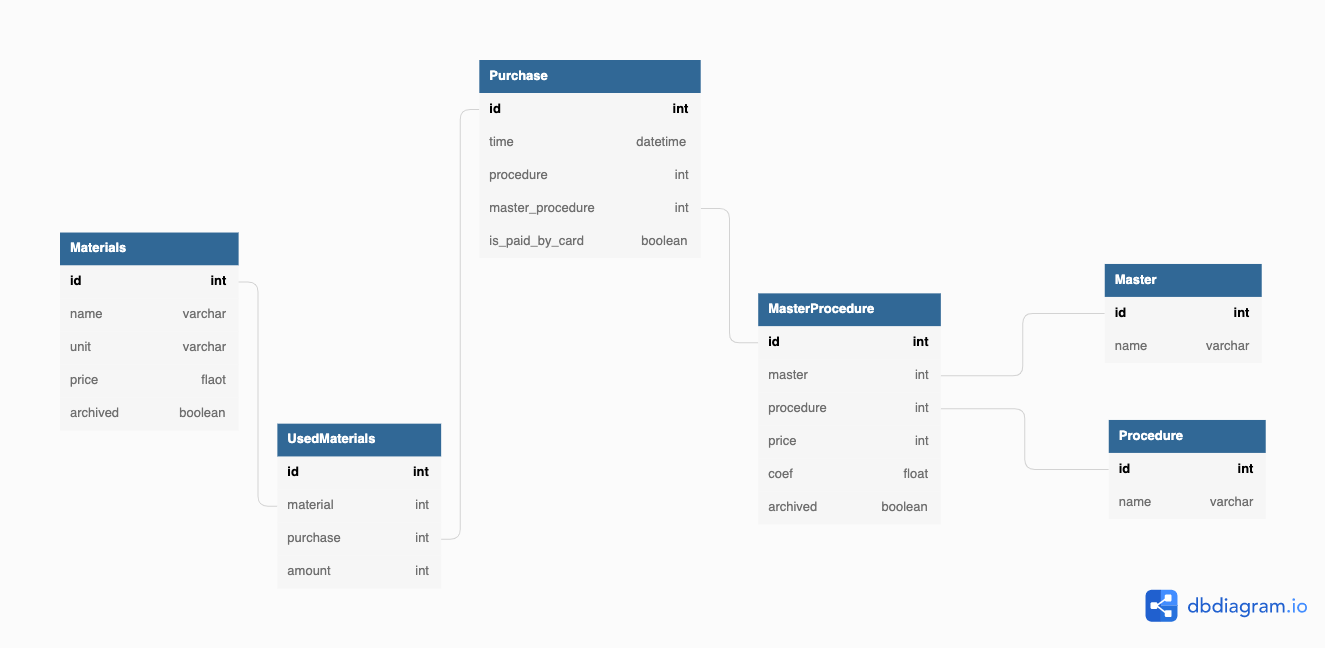 Purchase
id int
time datetime
procedure int
master_procedure int
is_paid_by_card boolean
Materials
id int
name varchar
unit varchar
price flaot
archived boolean
UsedMaterials
id int
material int
purchase int
amount int
MasterProcedure
id int
master int
procedure int
price int
coef float
archived boolean
Master
id int
name varchar
Procedure
id int
name varchar
dbdiagram.io